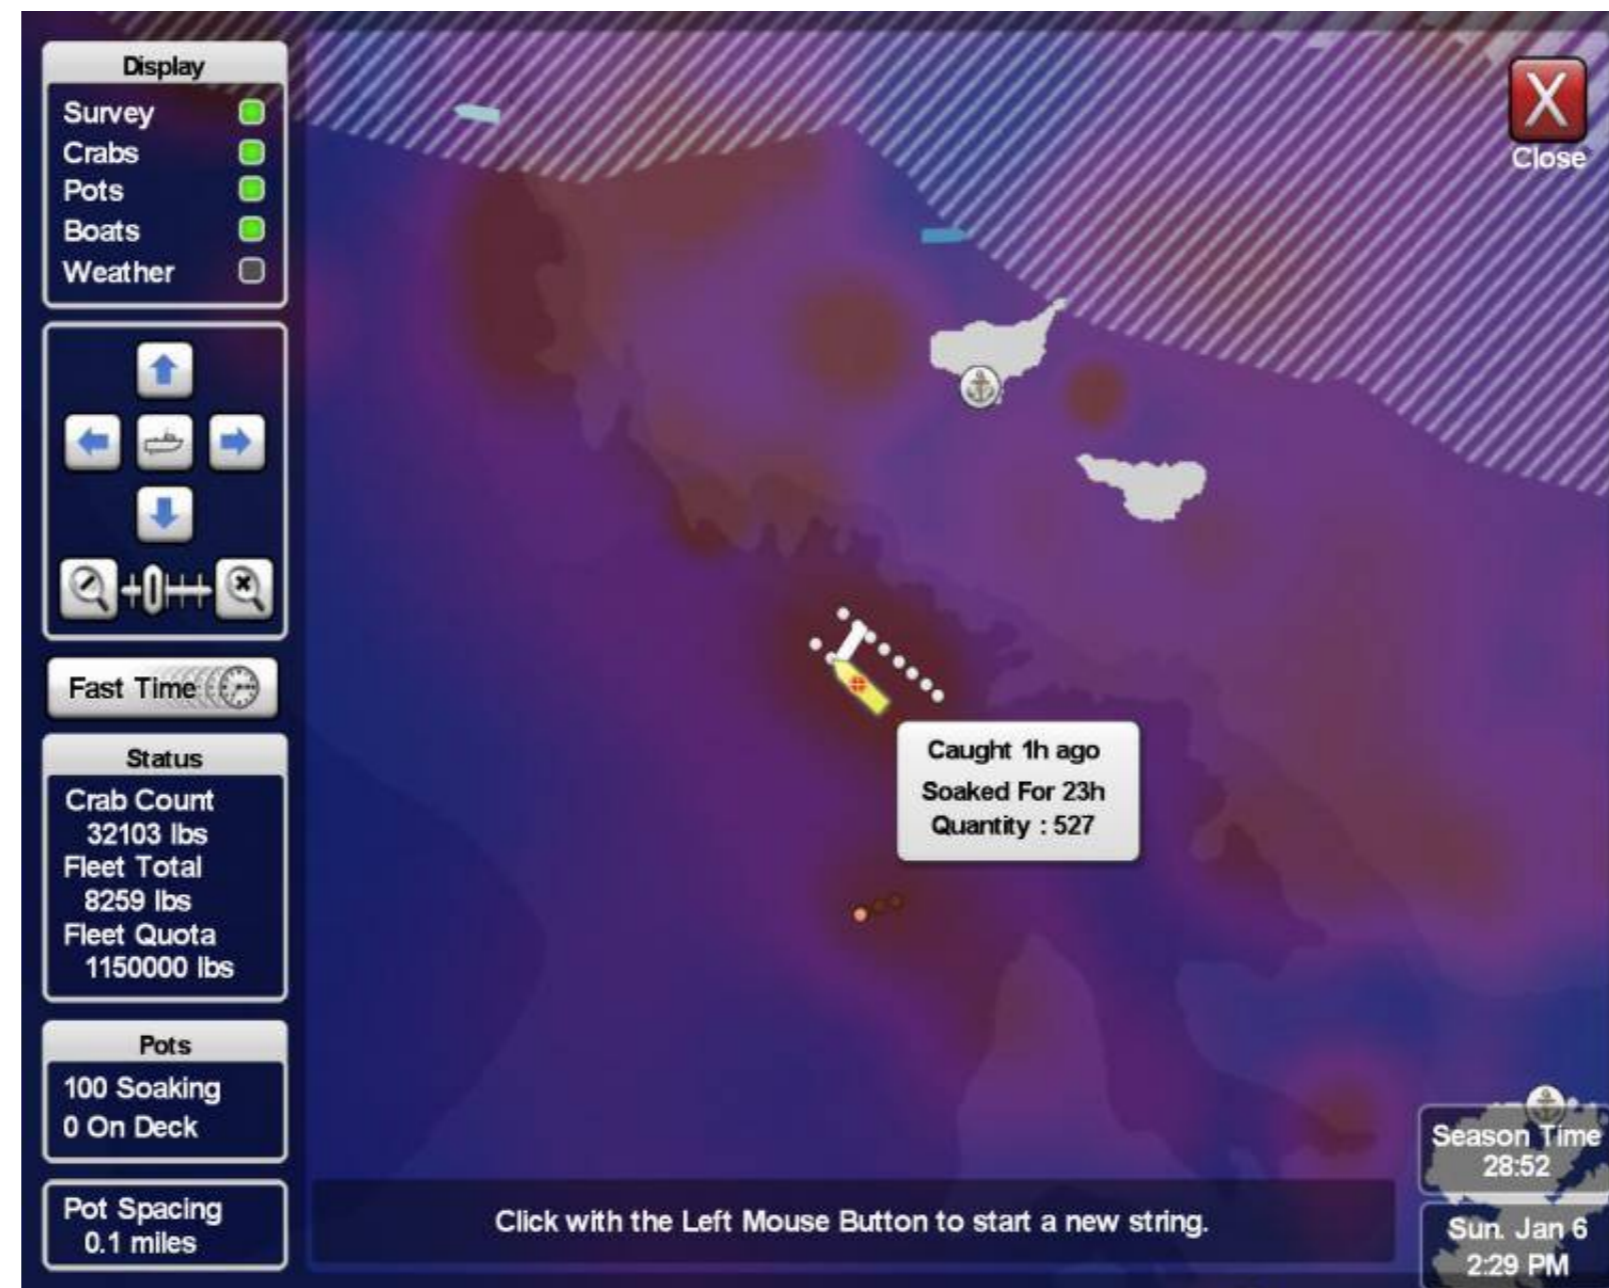 Display
Survey
Crabs
Pots
Boats
Weather
Fast Time
Status
Crab Count
32103 lbs
Fleet Total
8259 lbs
Fleet Quota
1150000 lbs
Pots
100 Soaking
0 On Deck
Pot Spacing
0.1 miles
X
Close
Caught 1h ago
Soaked For 23h
Quantity : 527
Click with the Left Mouse Button to start a new string.
Season Time
28:52
Sun. Jan 6
2:29 PM